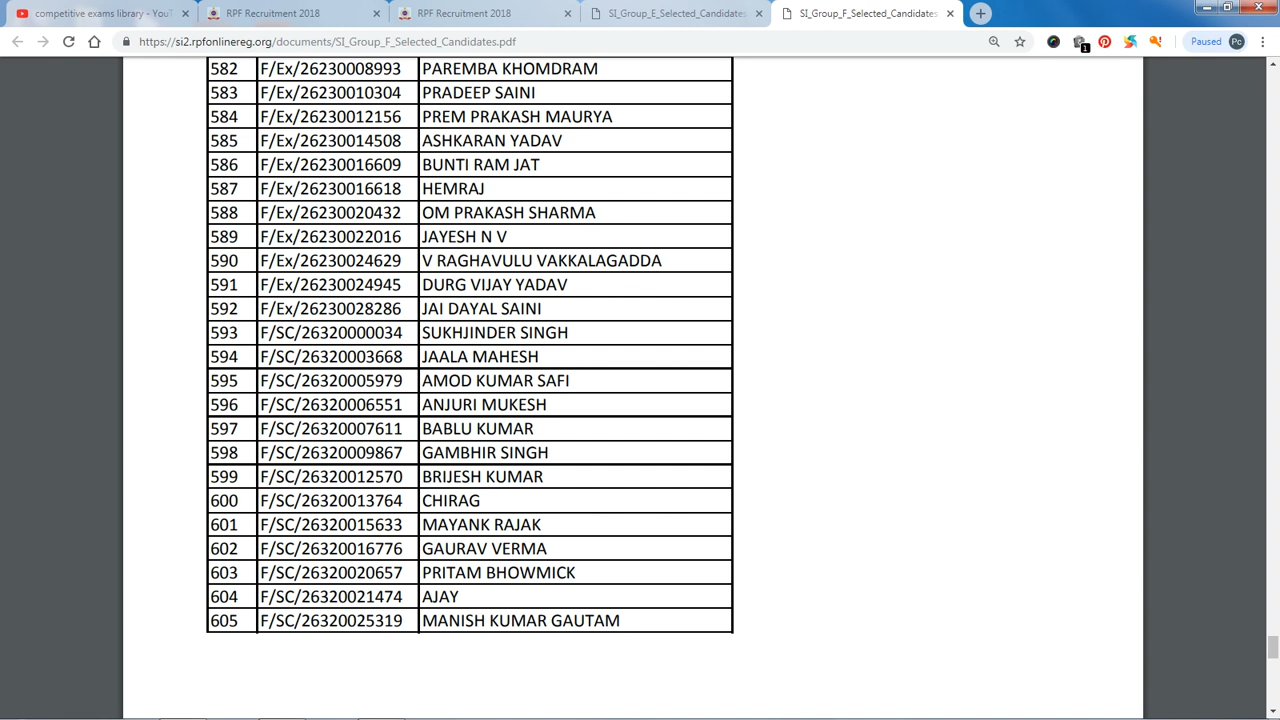 competitive exams library - YouT
RPF Recruitment 2018
RPF Recruitment 2018
SI_Group_E_Selected_Candidates
SI_Group_F_Selected_Candidates
https://si2.rpfonlinereg.org/documents/SI_Group_F_Selected_Candidates.pdf
1
Paused
Pc
582 F/Ex/26230008993 PAREMBA KHOMDRAM
583 F/Ex/26230010304 PRADEEP SAINI
584 F/Ex/26230012156 PREM PRAKASH MAURYA
585 F/Ex/26230014508 ASHKARAN YADAV
586 F/Ex/26230016609 BUNTI RAM JAT
587 F/Ex/26230016618 HEMRAJ
588 F/Ex/26230020432 OM PRAKASH SHARMA
589 F/Ex/26230022016 JAYESH N V
590 F/Ex/26230024629 V RAGHAVULU VAKKALAGADDA
591 F/Ex/26230024945 DURG VIJAY YADAV
592 F/Ex/26230028286 JAI DAYAL SAINI
593 F/SC/26320000034 SUKHJINDER SINGH
594 F/SC/26320003668 JAALA MAHESH
595 F/SC/26320005979 AMOD KUMAR SAFI
596 F/SC/26320006551 ANJURI MUKESH
597 F/SC/26320007611 BABLU KUMAR
598 F/SC/26320009867 GAMBHIR SINGH
599 F/SC/26320012570 BRIJESH KUMAR
600 F/SC/26320013764 CHIRAG
601 F/SC/26320015633 MAYANK RAJAK
602 F/SC/26320016776 GAURAV VERMA
603 F/SC/26320020657 PRITAM BHOWMICK
604 F/SC/26320021474 AJAY
605 F/SC/26320025319 MANISH KUMAR GAUTAM